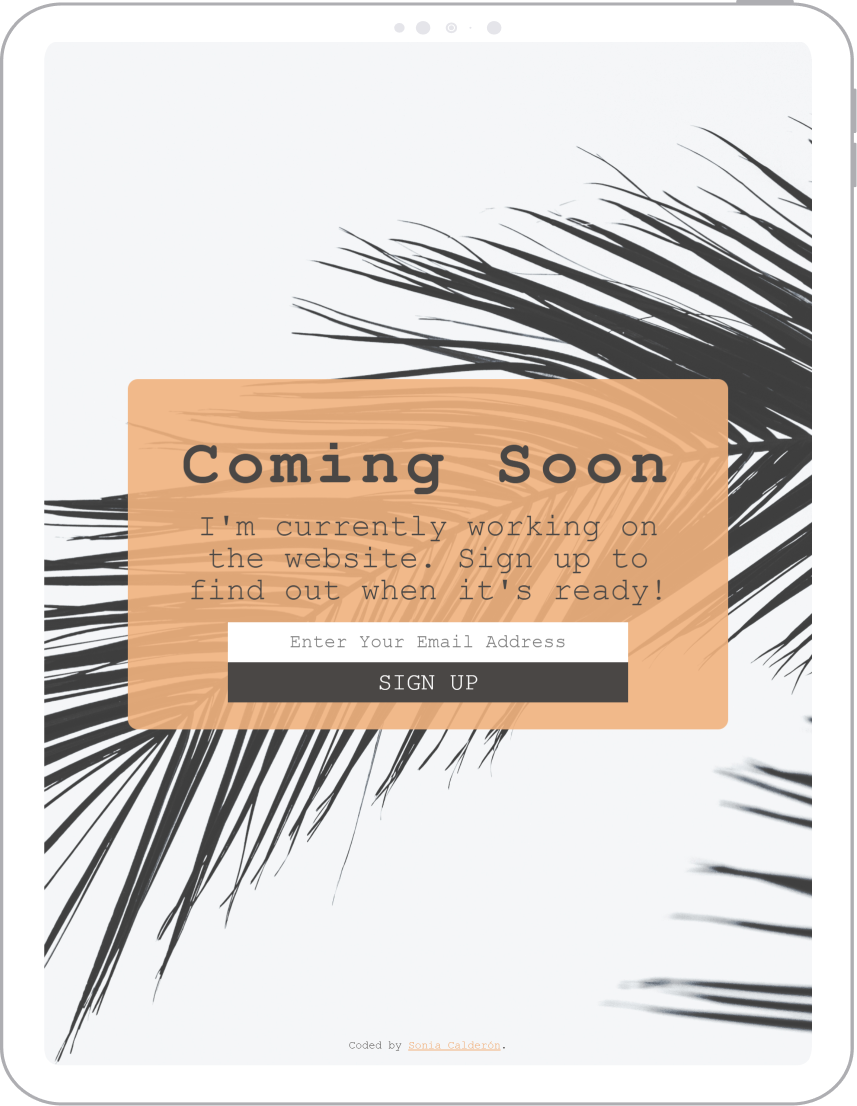 Coming Soon
I'm currently working on
the website. Sign up to
find out when it's ready!
Enter Your Email Address
SIGN UP
Coded by Sonia Calderón.